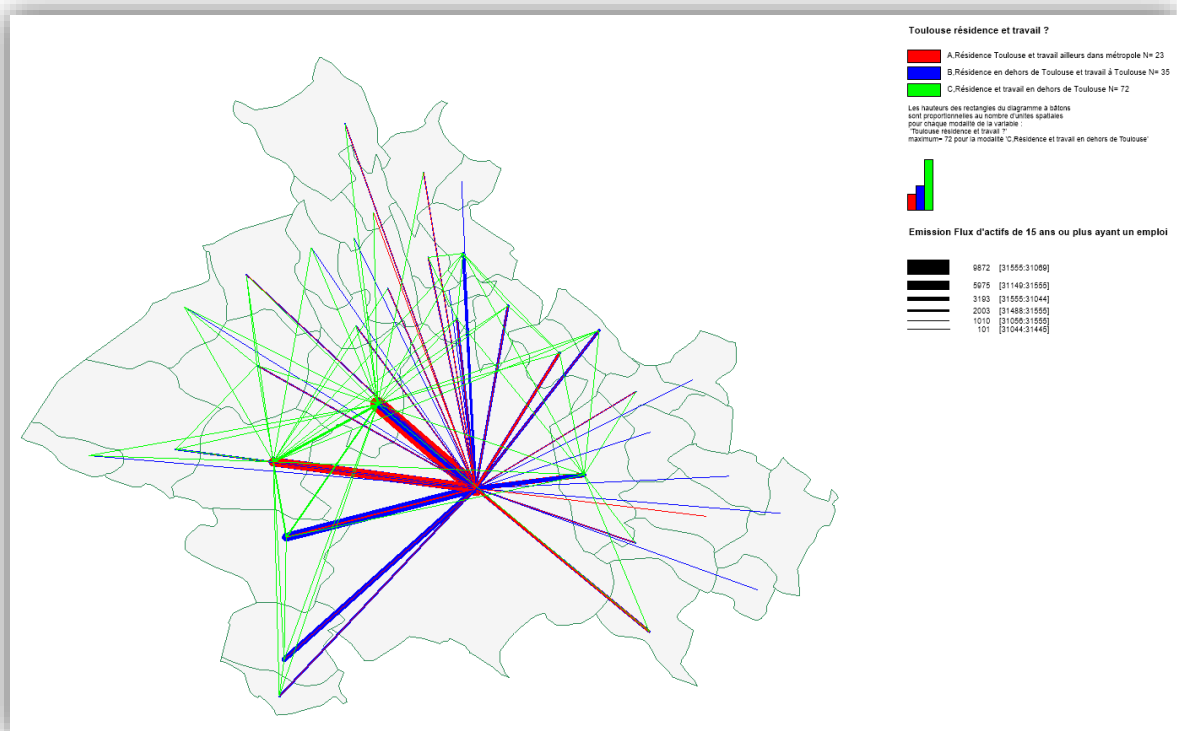 Toulouse résidence et travail ?
A,Résidence Toulouse et travail ailleurs dans métropole N= 23
B,Résidence en dehors de Toulouse et travail à Toulouse N= 35
C,Résidence et travail en dehors de Toulouse N= 72
Les hauteurs des rectangles du diagramme à bâtons
sont proportionnelles au nombre d'unites spatiales
pour chaque modalité de la variable :
'Toulouse résidence et travail ?'
maximum= 72 pour la modalité 'C,Résidence et travail en dehors de Toulouse'
Emission Flux d'actifs de 15 ans ou plus ayant un emploi
9872 [31555:31069]
5975 [31149:31555]
3193 [31555:31044]
2003 [31488:31555]
1010 [31056:31555]
101 [31044:31445]